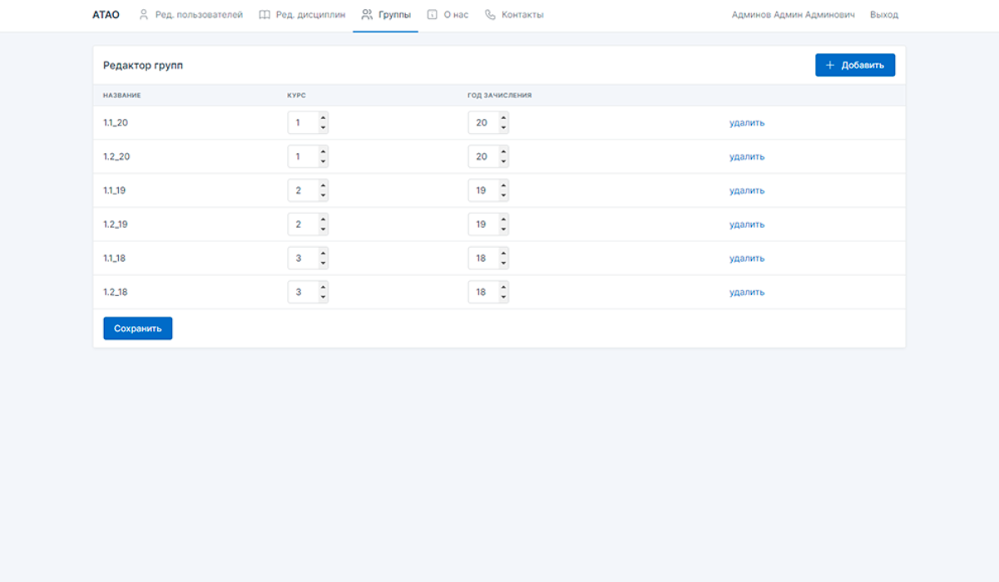 АТАО Ред. пользователей Ред. дисциплин Группы О нас Контакты Админов Админ Админович Выход
Редактор групп + Добавить
НАЗВАНИЕ КУРС ГОД ЗАЧИСЛЕНИЯ
1.1_20 1 20 удалить
1.2_20 1 20 удалить
1.1_19 2 19 удалить
1.2_19 2 19 удалить
1.1_18 3 18 удалить
1.2_18 3 18 удалить
Сохранить